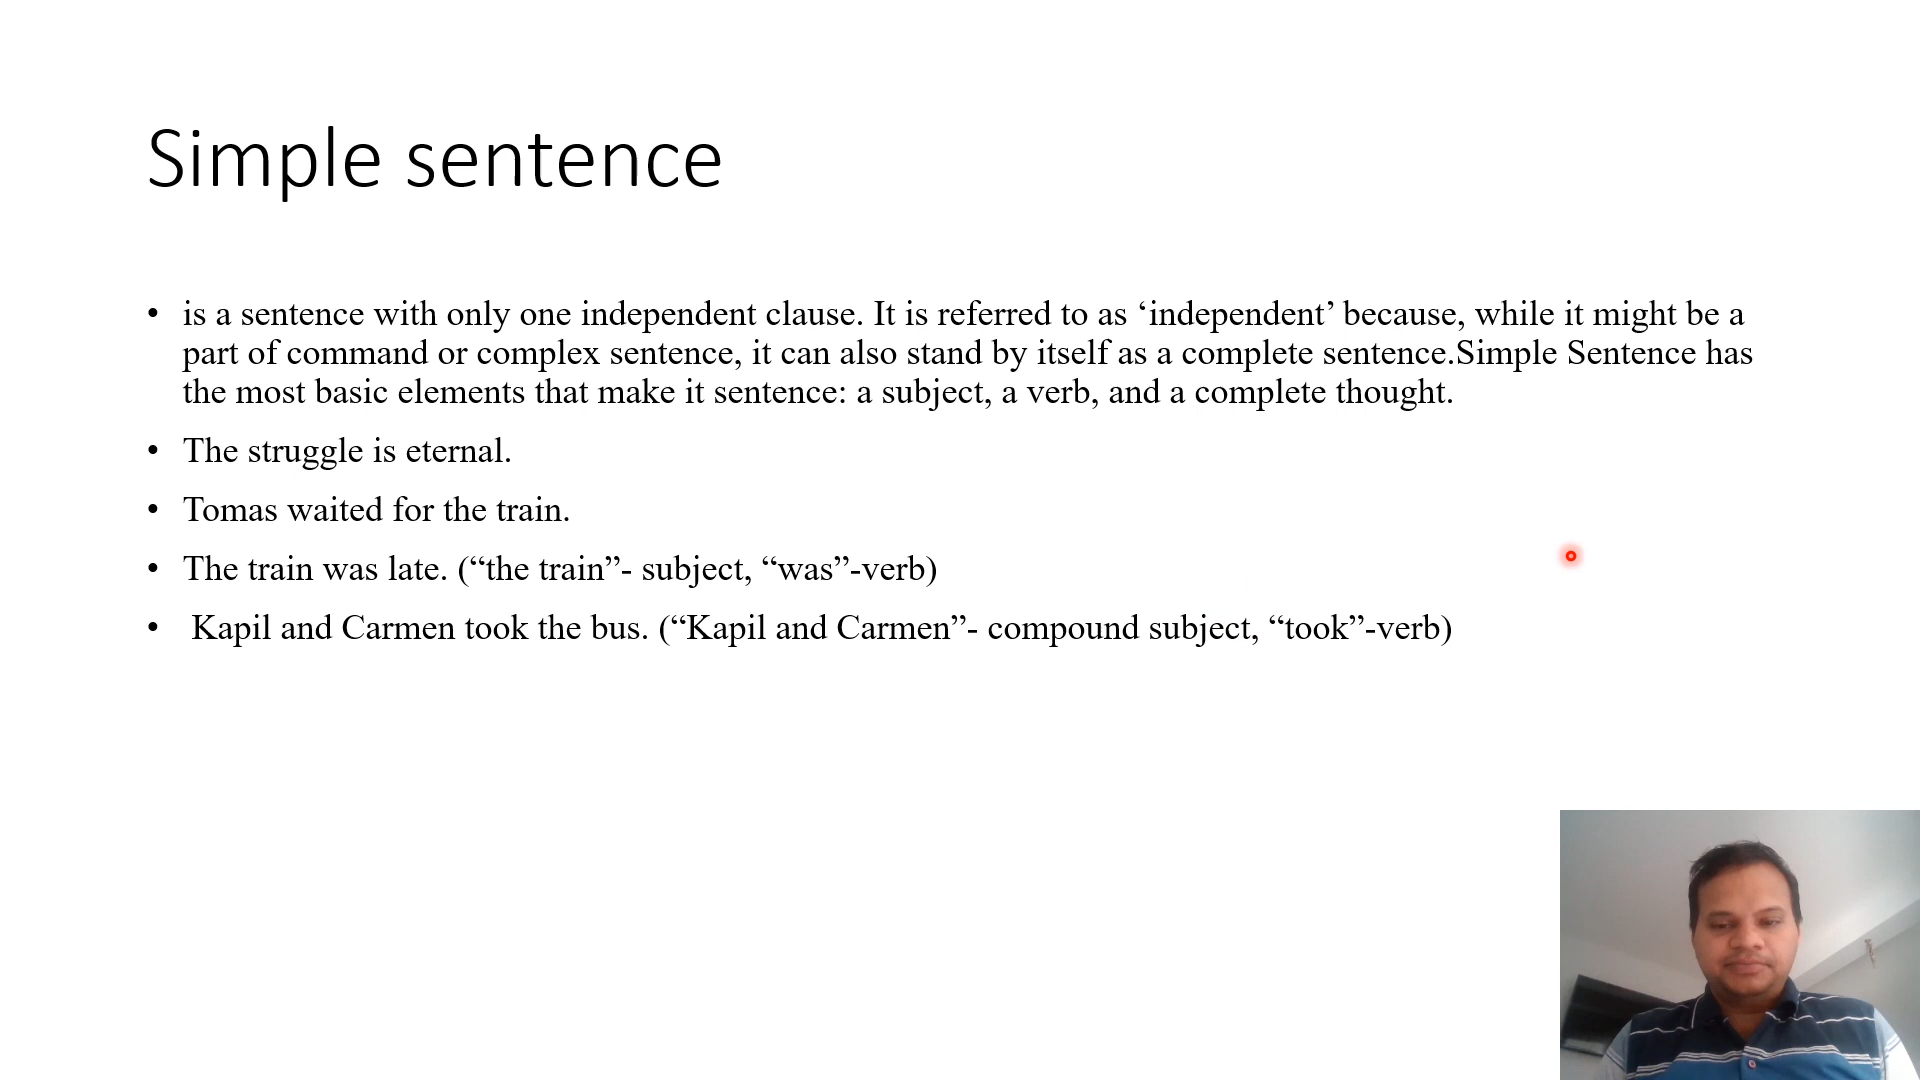 Simple sentence
• is a sentence with only one independent clause. It is referred to as ‘independent’ because, while it might be a
part of command or complex sentence, it can also stand by itself as a complete sentence.Simple Sentence has
the most basic elements that make it sentence: a subject, a verb, and a complete thought.
• The struggle is eternal.
• Tomas waited for the train.
• The train was late. (“the train”- subject, “was”-verb)
• Kapil and Carmen took the bus. (“Kapil and Carmen”- compound subject, “took”-verb)